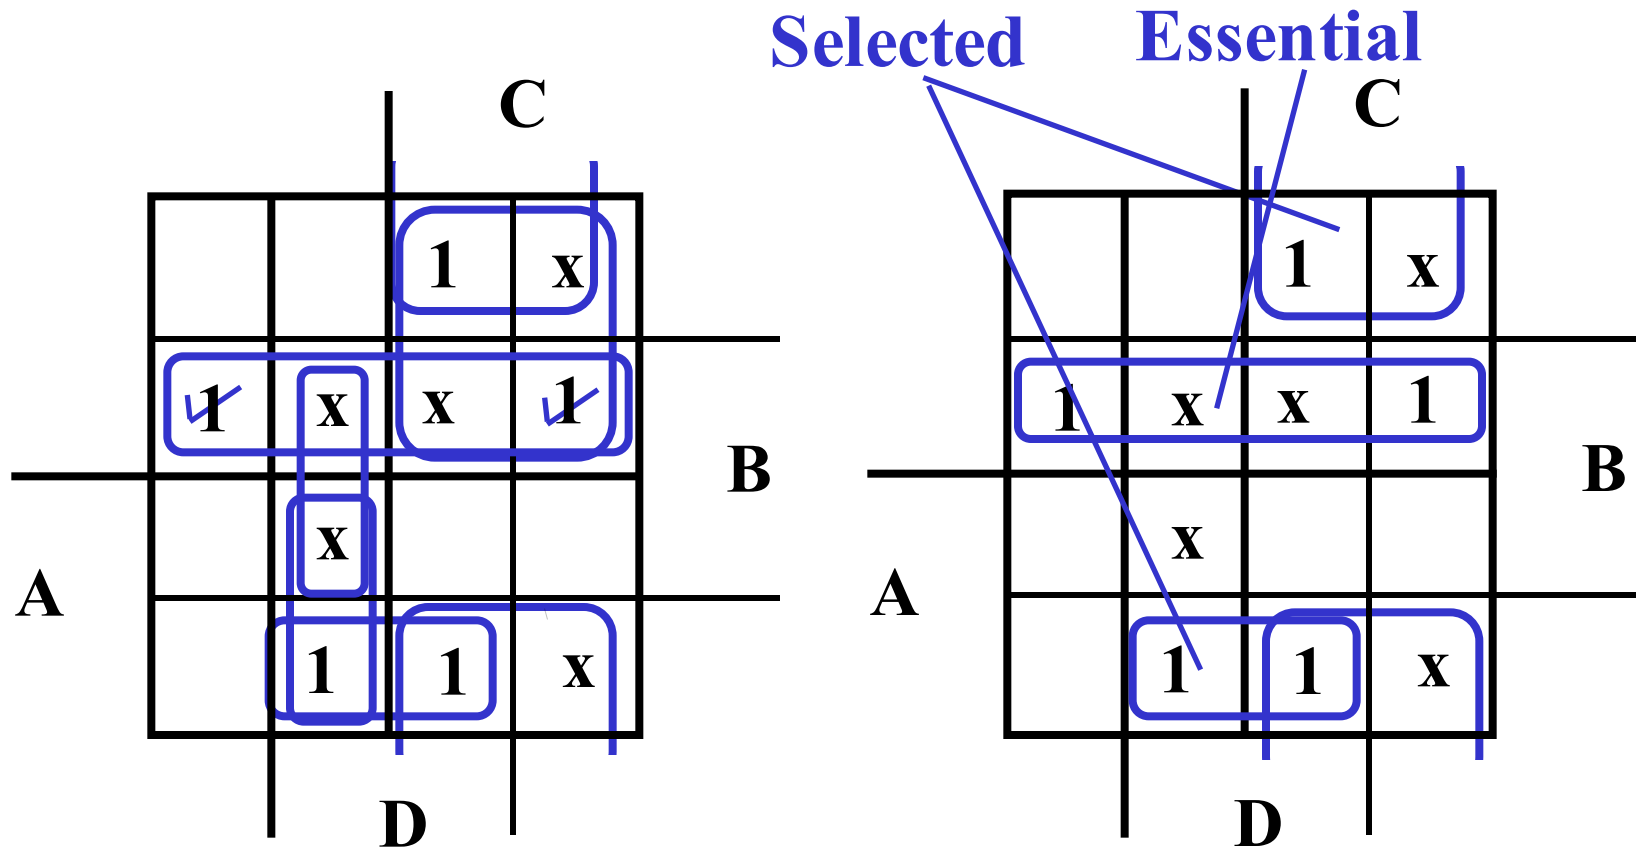 Selected Essential
C C
1 x 1 x
1 x x 1 1 x x 1
B B
x x
A A
1 1 x 1 1 x
D D